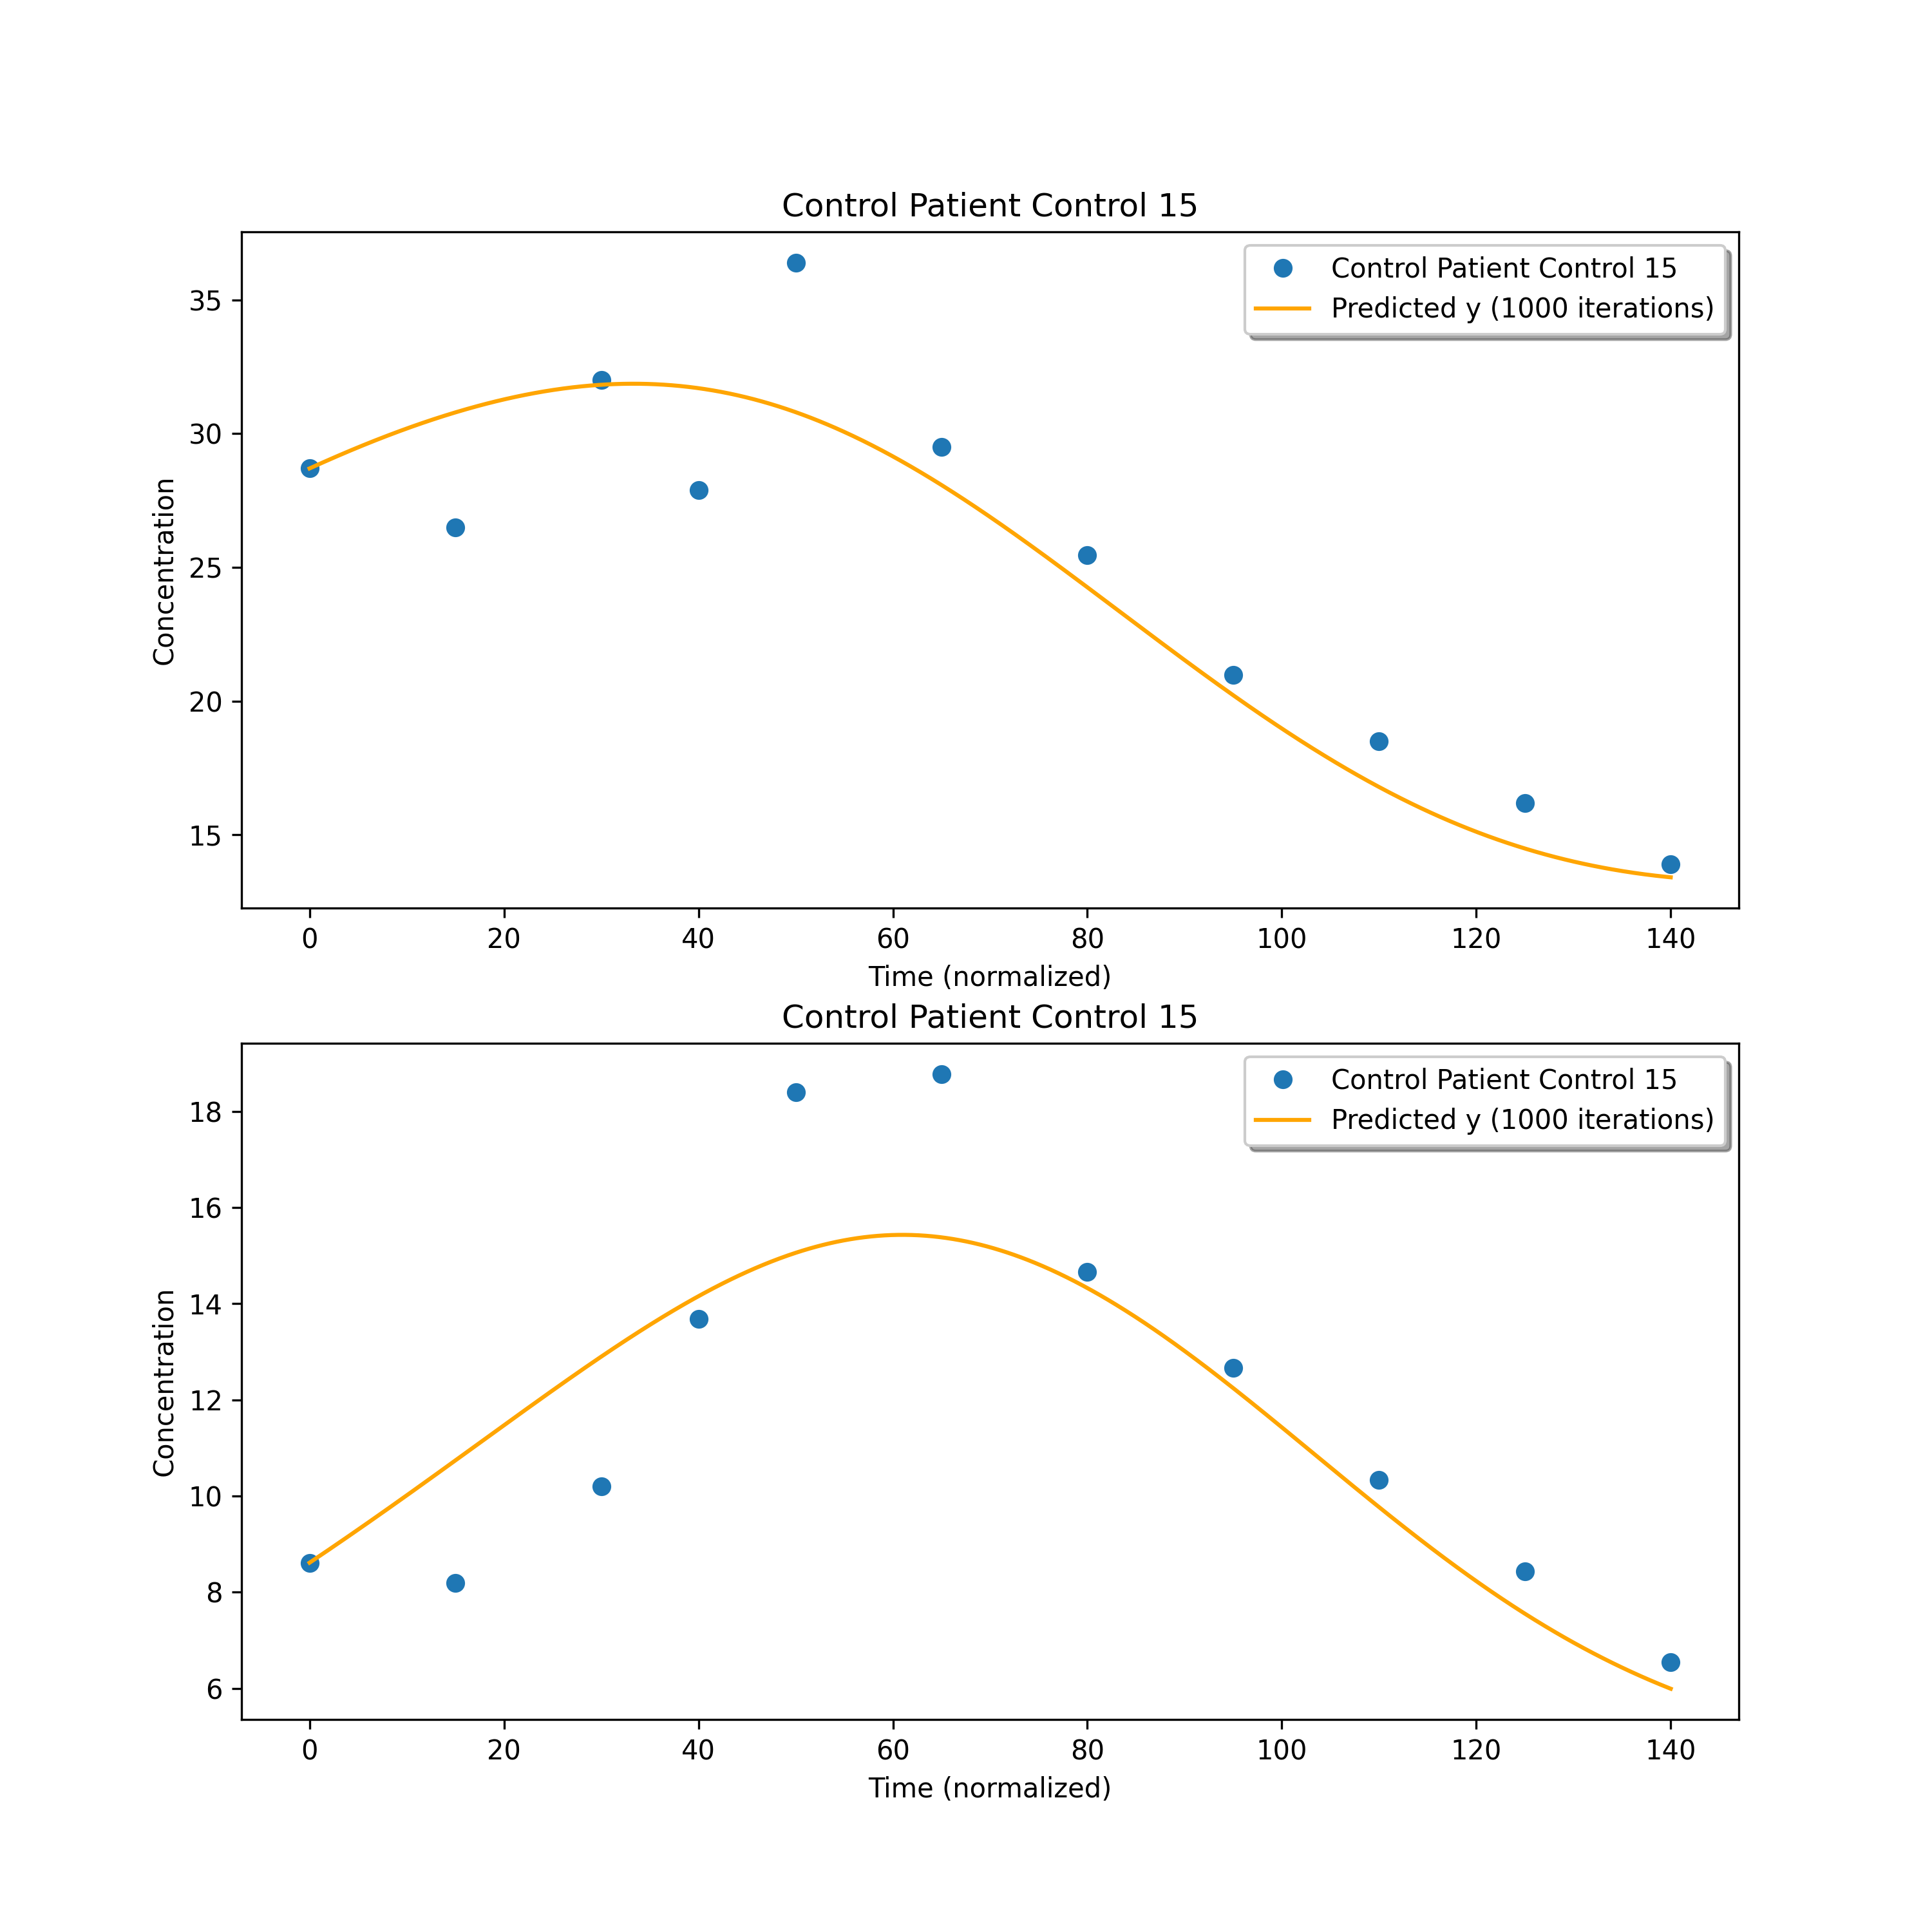 Control Patient Control 15
Control Patient Control 15
Predicted y (1000 iterations)
35
30
25
20
15
Concentration
0 20 40 60 80 100 120 140
Time (normalized)
Control Patient Control 15
Control Patient Control 15
Predicted y (1000 iterations)
18
16
14
12
10
8
6
Concentration
0 20 40 60 80 100 120 140
Time (normalized)